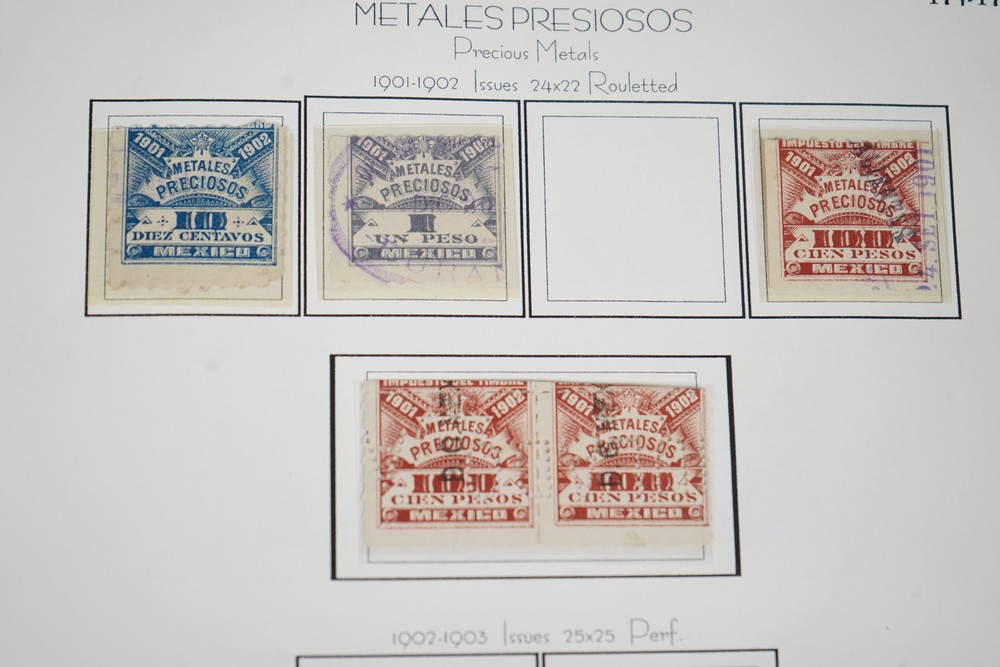 METALES PRESIOSOS
Precious Metals
1901-1902 Issues 24x22 Rouletted
1901 1902
METALES
PRECIOSOS
10
DIEZ CENTAVOS
MEXICO
1901 1902
METALES
PRECIOSOS
1
UN PESO
MEXICO
IMPUESTO DEL TIMBRE
1901 1902
METALES
PRECIOSOS
100
CIEN PESOS
MEXICO
IMPUESTO DEL TIMBRE
1901 1902
METALES
PRECIOSOS
100
CIEN PESOS
MEXICO
1901 1902
METALES
PRECIOSOS
100
CIEN PESOS
MEXICO
1902-1903 Issues 25x25 Perf.